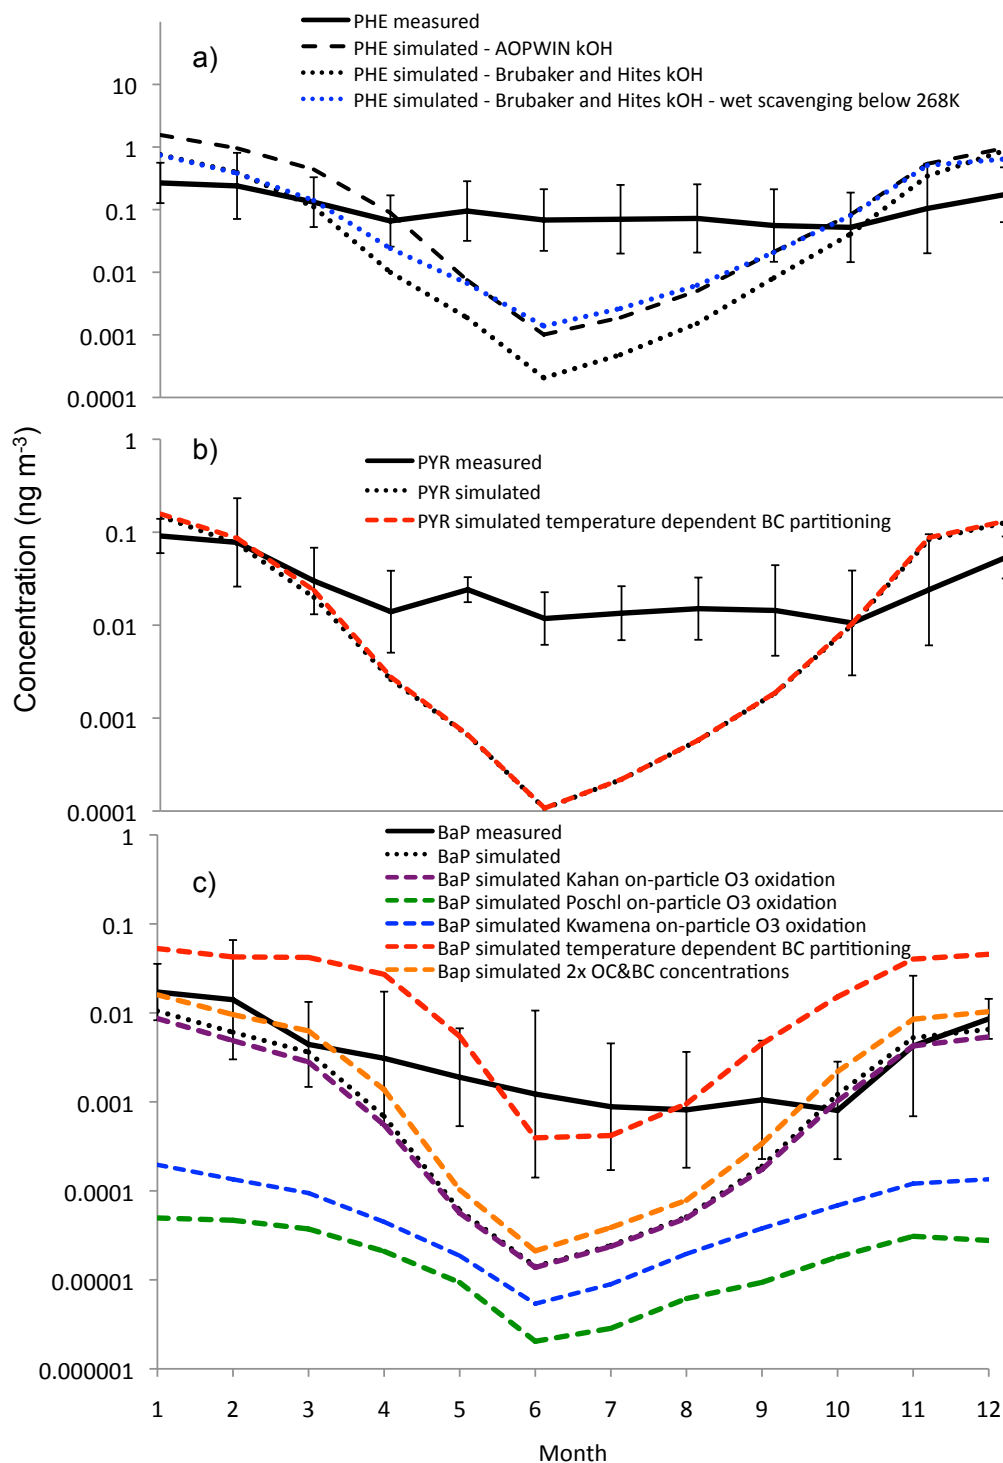 a)
PHE measured
PHE simulated - AOPWIN kOH
PHE simulated - Brubaker and Hites kOH
PHE simulated - Brubaker and Hites kOH - wet scavenging below 268K
10
1
0.1
0.01
0.001
0.0001
Concentration (ng m-3)
b)
PYR measured
PYR simulated
PYR simulated temperature dependent BC partitioning
1
0.1
0.01
0.001
0.0001
c)
BaP measured
BaP simulated
BaP simulated Kahan on-particle O3 oxidation
BaP simulated Poschl on-particle O3 oxidation
BaP simulated Kwamena on-particle O3 oxidation
BaP simulated temperature dependent BC partitioning
Bap simulated 2x OC&BC concentrations
1
0.1
0.01
0.001
0.0001
0.00001
0.000001
1 2 3 4 5 6 7 8 9 10 11 12
Month